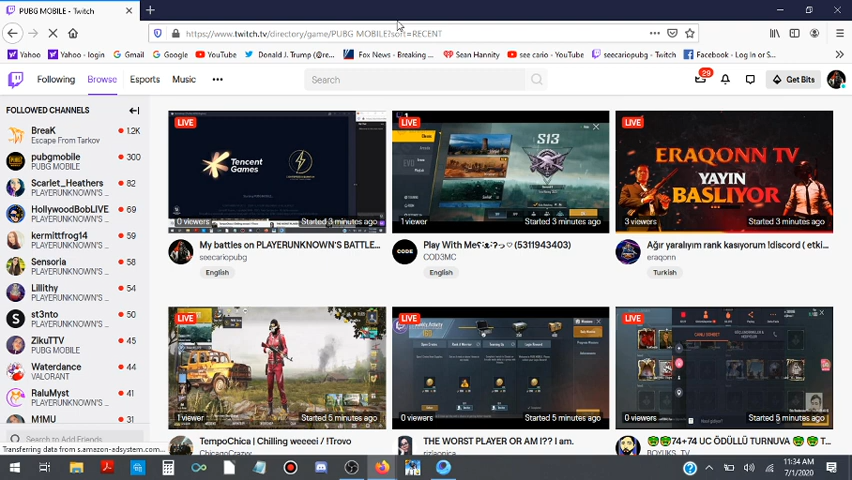 PUBG MOBILE - Twitch
https://www.twitch.tv/directory/game/PUBG MOBILE?sort=RECENT
Yahoo Yahoo - login Gmail Google YouTube Donald J. Trump (@re... Fox News - Breaking ... Sean Hannity see cario - YouTube seecariopubg - Twitch Facebook - Log In or S...
Following Browse Esports Music Search 29 Get Bits
FOLLOWED CHANNELS
BreaK 1.2K
Escape From Tarkov
pubgmobile 300
PUBG MOBILE
Scarlet_Heathers 82
PLAYERUNKNOWN'S ...
HollywoodBobLIVE 69
PLAYERUNKNOWN'S ...
kermittfrog14 59
PLAYERUNKNOWN'S ...
Sensoria 58
PLAYERUNKNOWN'S ...
Lillithy 54
PLAYERUNKNOWN'S ...
st3nto 50
PLAYERUNKNOWN'S ...
ZikuTTV 45
PUBG MOBILE
Waterdance 44
VALORANT
RaluMyst 41
PLAYERUNKNOWN'S ...
M1MU 31
Search to Add Friends
LIVE
Tencent
Games
0 viewers Started 3 minutes ago
My battles on PLAYERUNKNOWN'S BATTLE...
seecariopubg
English
LIVE
S13
1 viewer Started 3 minutes ago
CODE
COD3MC
English
LIVE
ERAQONN TV
YAYIN
BAŞLIYOR
3 viewers Started 3 minutes ago
Ağır yaralıyım rank kasıyorum !discord ( etki...
eraqonn
Turkish
LIVE
1 viewers Started 5 minutes ago
TempoChica | Chilling weeeei / !Trovo
ChicagoCrazy
LIVE
0 viewers Started 5 minutes ago
THE WORST PLAYER OR AM I?? I am.
LIVE
0 viewers Started 5 minutes ago
74+74 UC ÖDÜLLÜ TURNUVA
BOYUKS_TV
Transferring data from s.amazon-adsystem.com...
11:34 AM
7/1/2020